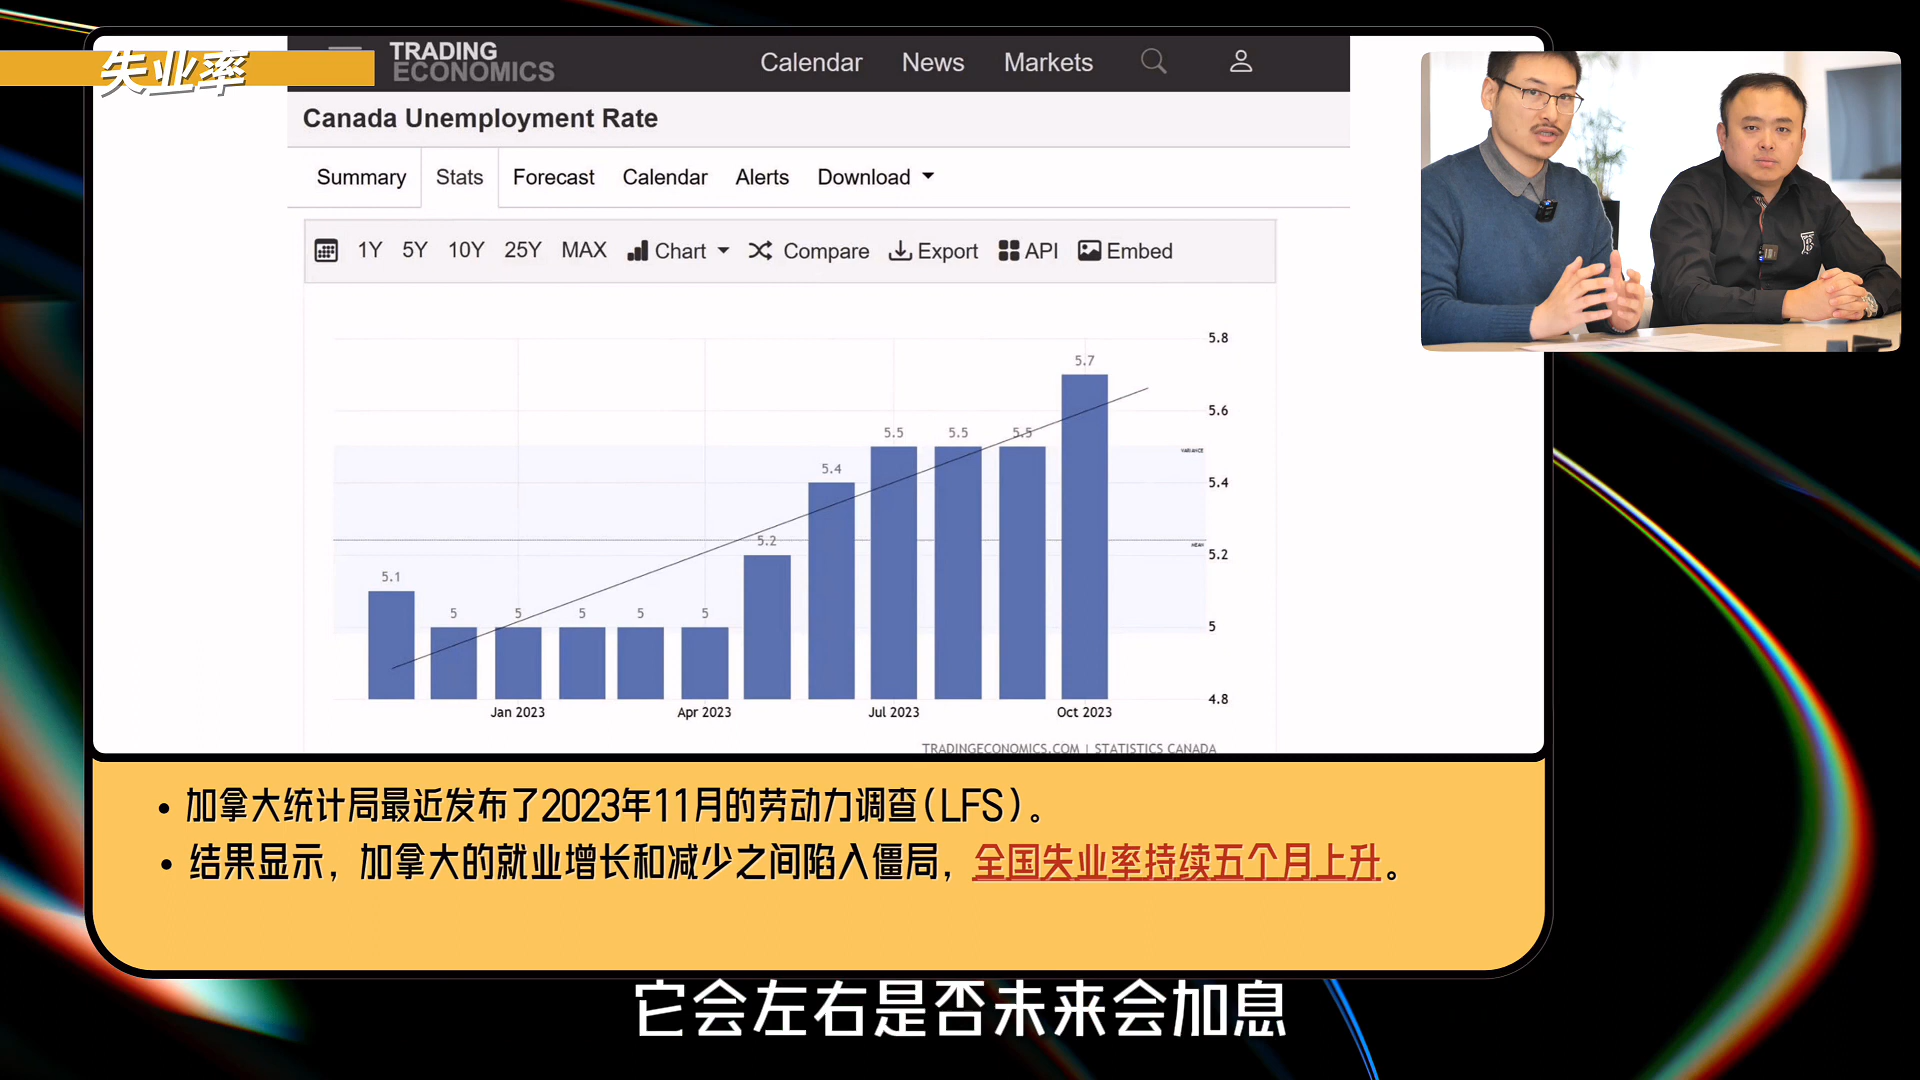 失业率
TRADING
ECONOMICS
Calendar News Markets
Canada Unemployment Rate
Summary Stats Forecast Calendar Alerts Download
1Y 5Y 10Y 25Y MAX Chart Compare Export API Embed
5.8
5.7
5.6
5.5 5.5 5.5
VARIANCE
5.4
5.4
5.2
MEAN
5.2
5.1
5 5 5 5 5
5
4.8
Jan 2023 Apr 2023 Jul 2023 Oct 2023
TRADINGECONOMICS.COM | STATISTICS CANADA
• 加拿大统计局最近发布了2023年11月的劳动力调查(LFS)。
• 结果显示，加拿大的就业增长和减少之间陷入僵局，全国失业率持续五个月上升。
它会左右是否未来会加息